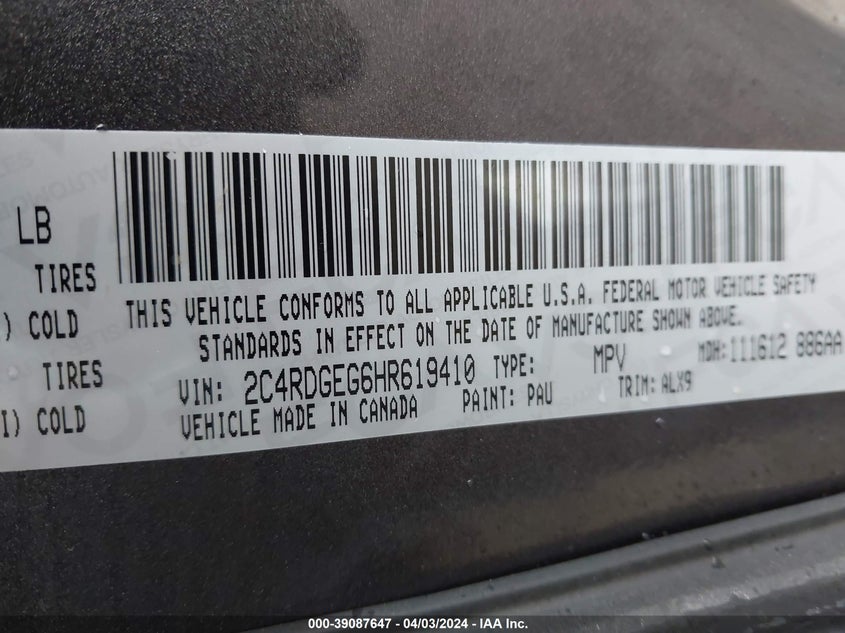 LB
TIRES
) COLD
TIRES
I) COLD
THIS VEHICLE CONFORMS TO ALL APPLICABLE U.S.A. FEDERAL MOTOR VEHICLE SAFETY
STANDARDS IN EFFECT ON THE DATE OF MANUFACTURE SHOWN ABOVE.
VIN: 2C4RDGEG6HR619410 TYPE: MPV MDH:111612 886AA
VEHICLE MADE IN CANADA PAINT: PAU TRIM: ALX9
000-39087647 - 04/03/2024 - IAA Inc.